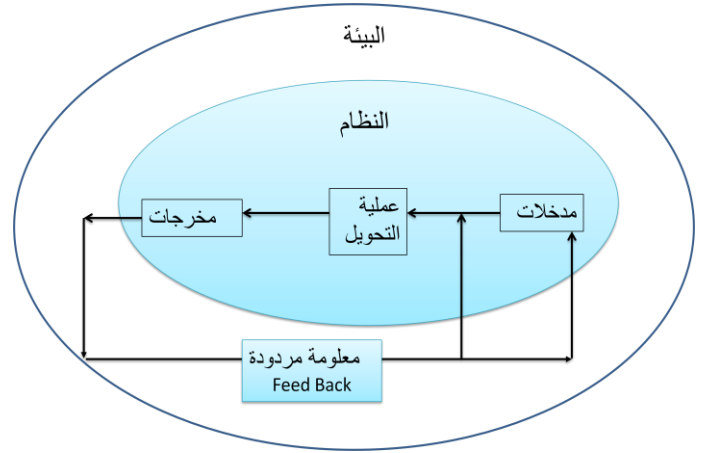 البيئة
النظام
مدخلات
عملية
التحويل
مخرجات
معلومة مردودة
Feed Back